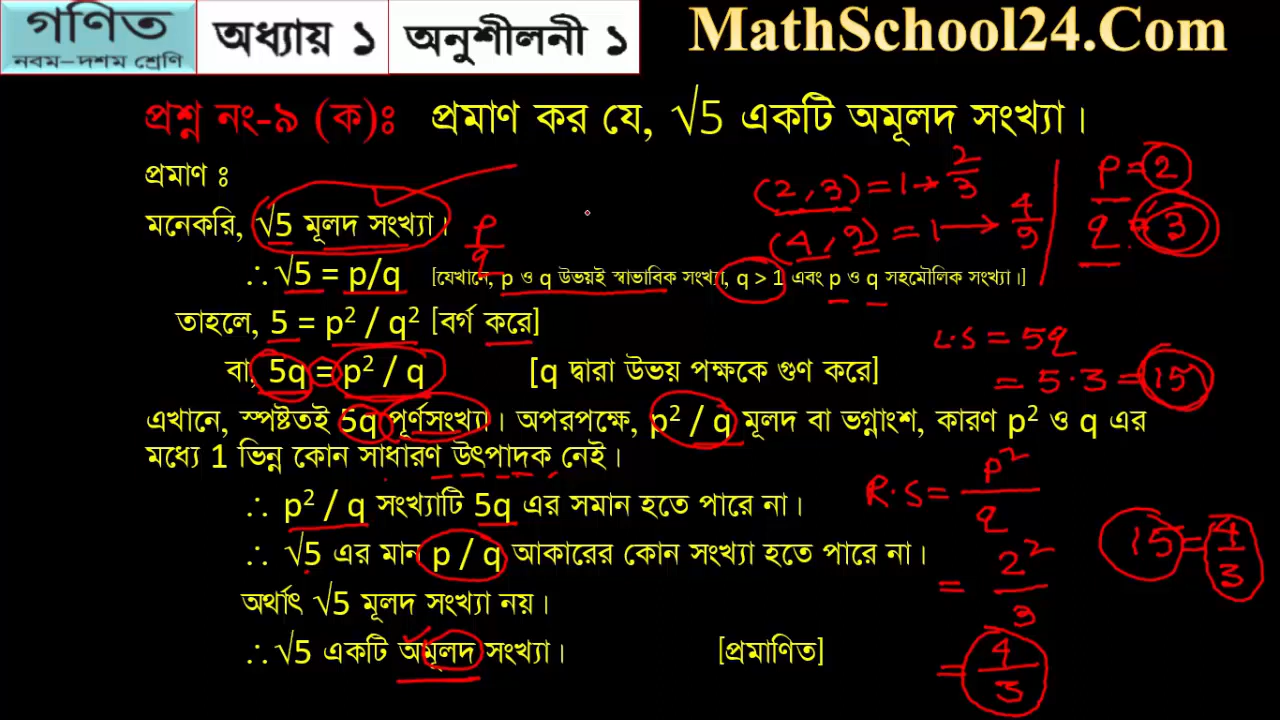 গণিত
নবম-দশম শ্রেণি
অধ্যায় ১
অনুশীলনী ১
MathSchool24.Com
প্রশ্ন নং-৯ (ক)ঃ প্রমাণ কর যে, √5 একটি অমূলদ সংখ্যা।
প্রমাণ ঃ
মনেকরি, √5 মূলদ সংখ্যা।
p/q
∴ √5 = p/q [যেখানে, p ও q উভয়ই স্বাভাবিক সংখ্যা, q > 1 এবং p ও q সহমৌলিক সংখ্যা।]
তাহলে, 5 = p² / q² [বর্গ করে]
বা, 5q = p² / q [q দ্বারা উভয় পক্ষকে গুণ করে]
এখানে, স্পষ্টতই 5q পূর্ণসংখ্যা। অপরপক্ষে, p² / q মূলদ বা ভগ্নাংশ, কারণ p² ও q এর
মধ্যে 1 ভিন্ন কোন সাধারণ উৎপাদক নেই।
∴ p² / q সংখ্যাটি 5q এর সমান হতে পারে না।
∴ √5 এর মান p / q আকারের কোন সংখ্যা হতে পারে না।
অর্থাৎ √5 মূলদ সংখ্যা নয়।
∴ √5 একটি অমূলদ সংখ্যা। [প্রমাণিত]
(2, 3) = 1 → 2/3
(4, 9) = 1 → 4/9
p = 2
q = 3
L.S = 5q
= 5.3 = 15
R.S = p²/q
= 2²/3
= 4/3
15 = 4/3